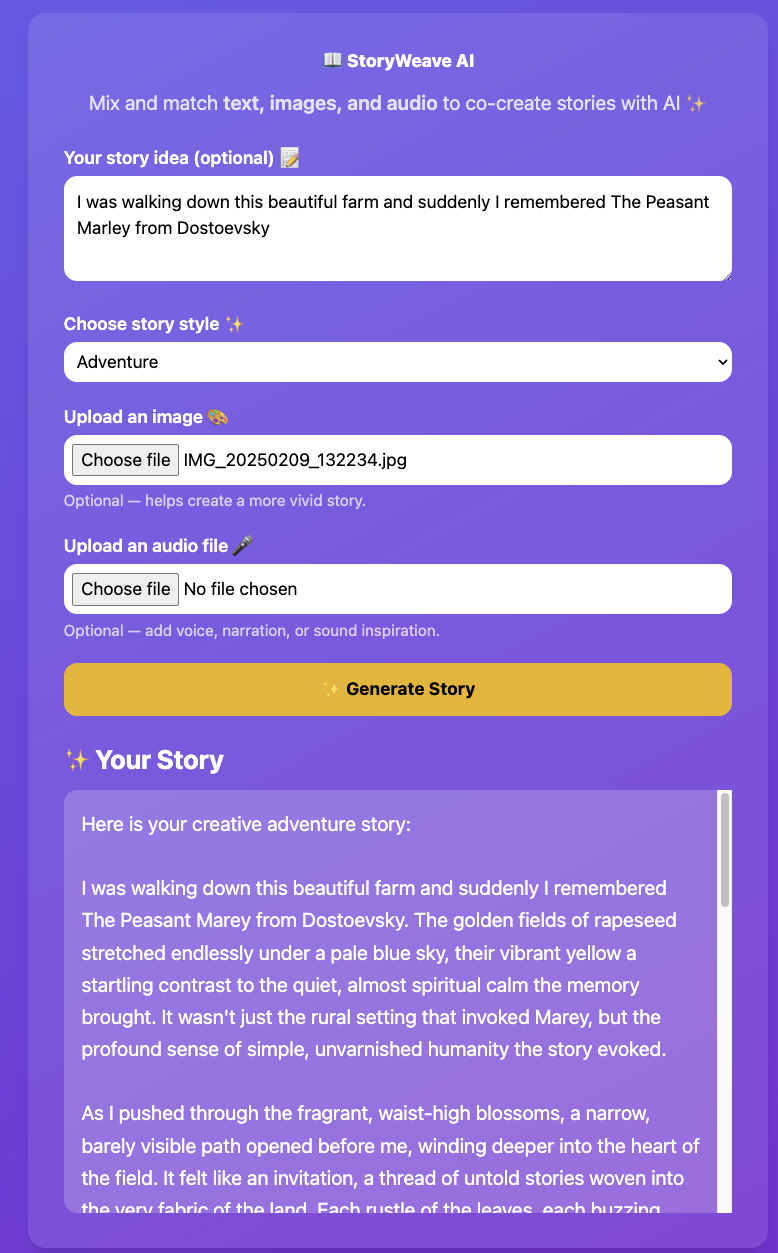 📖 StoryWeave AI
Mix and match text, images, and audio to co-create stories with AI ✨
Your story idea (optional) 📝
I was walking down this beautiful farm and suddenly I remembered The Peasant
Marley from Dostoevsky
Choose story style ✨
Adventure
Upload an image 🎨
Choose file IMG_20250209_132234.jpg
Optional — helps create a more vivid story.
Upload an audio file 🎤
Choose file No file chosen
Optional — add voice, narration, or sound inspiration.
✨ Generate Story
✨ Your Story
Here is your creative adventure story:
I was walking down this beautiful farm and suddenly I remembered
The Peasant Marey from Dostoevsky. The golden fields of rapeseed
stretched endlessly under a pale blue sky, their vibrant yellow a
startling contrast to the quiet, almost spiritual calm the memory
brought. It wasn't just the rural setting that invoked Marey, but the
profound sense of simple, unvarnished humanity the story evoked.
As I pushed through the fragrant, waist-high blossoms, a narrow,
barely visible path opened before me, winding deeper into the heart of
the field. It felt like an invitation, a thread of untold stories woven into
the very fabric of the land. Each rustle of the leaves, each buzzing